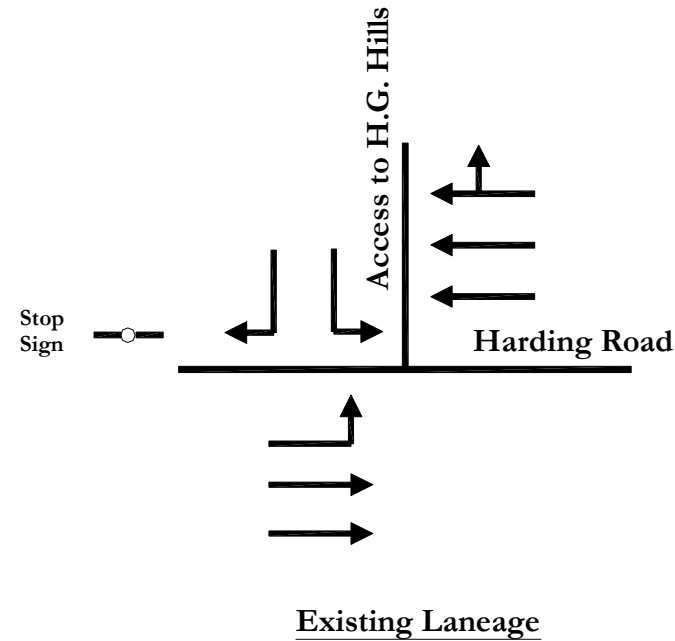 Access to H.G. Hills
Stop
Sign
Harding Road
Existing Laneage